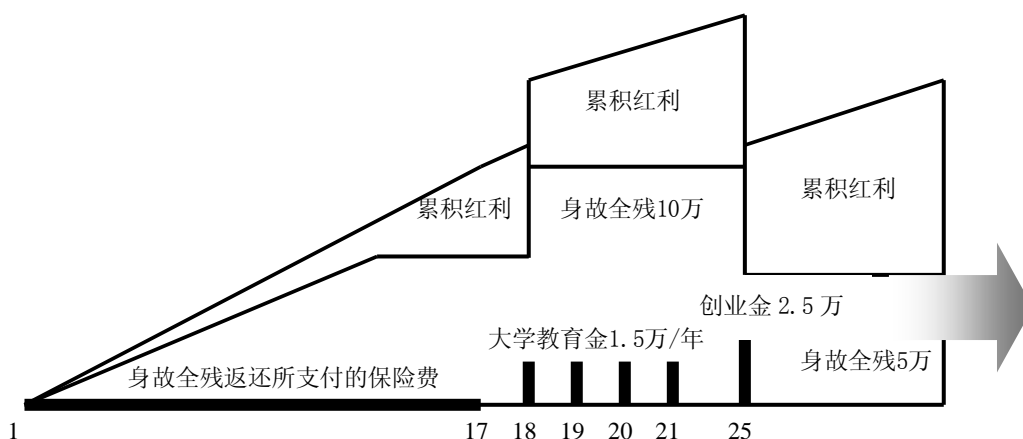 累积红利
累积红利
累积红利
身故全残10万
创业金 2.5 万
大学教育金1.5万/年
身故全残5万
身故全残返还所支付的保险费
1 17 18 19 20 21 25